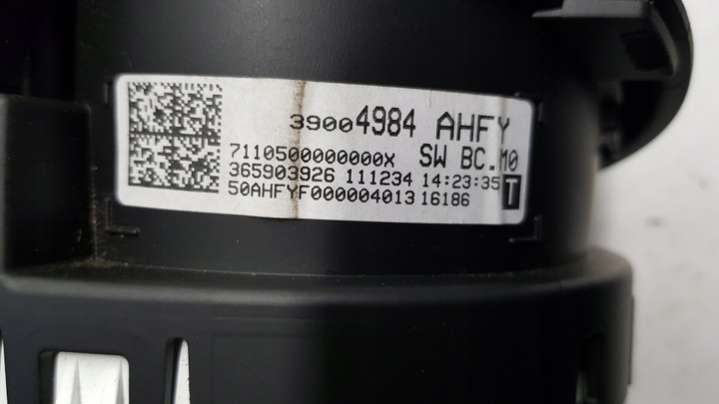 39004984 AHFY
7110500000000X SW BC.M0
365903926 111234 14:23:35 T
50AHFYF000004013 16186